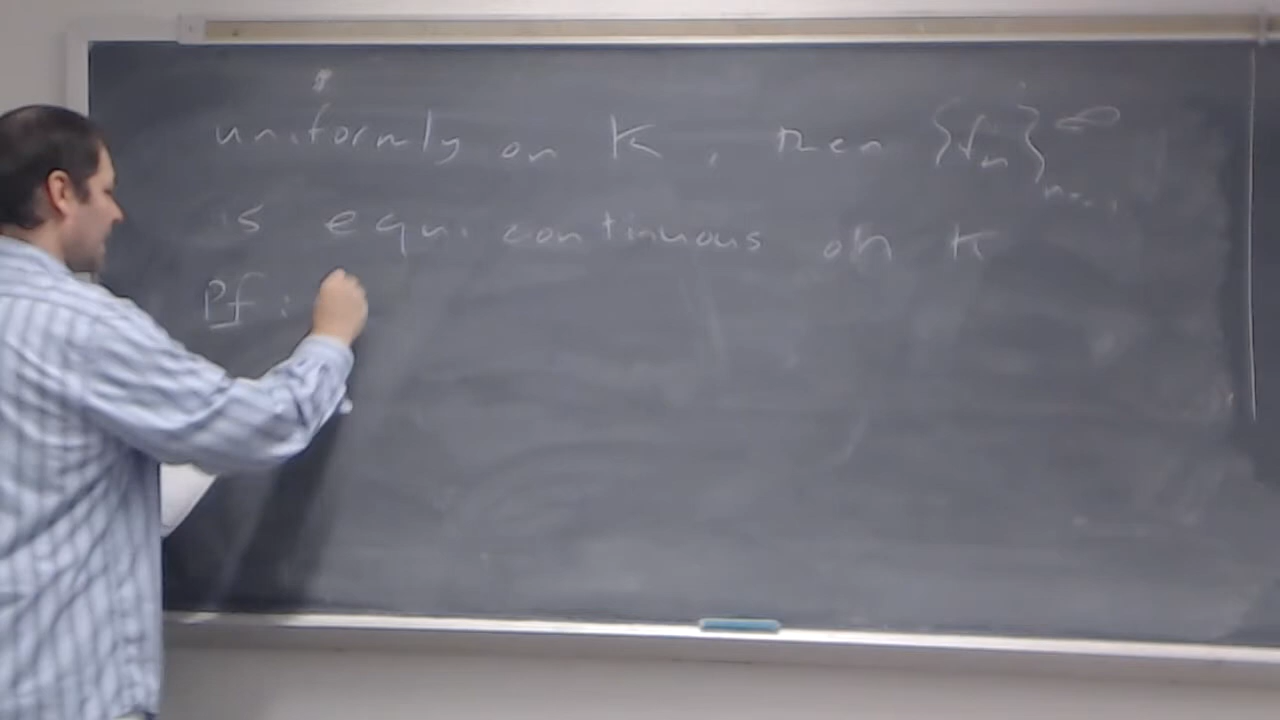 uniformly on K, then {f_n}_{n=1}^∞
is equicontinuous on K
Pf: